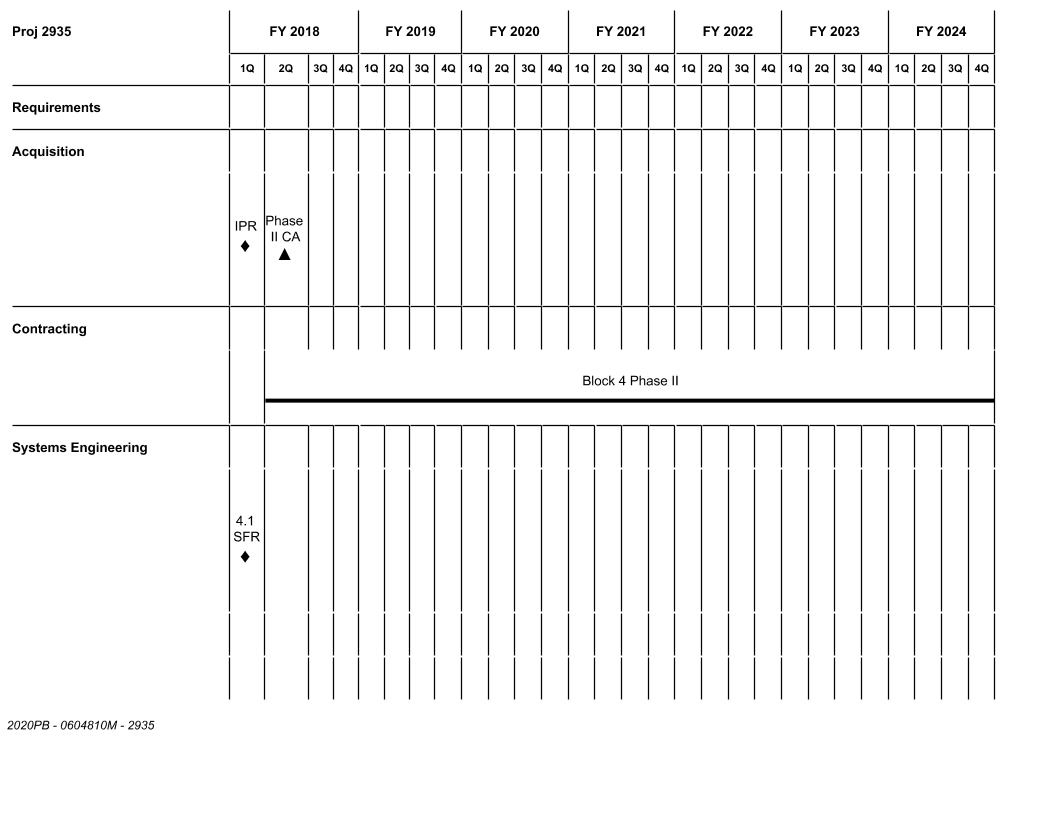 Proj 2935 FY 2018 FY 2019 FY 2020 FY 2021 FY 2022 FY 2023 FY 2024
1Q 2Q 3Q 4Q 1Q 2Q 3Q 4Q 1Q 2Q 3Q 4Q 1Q 2Q 3Q 4Q 1Q 2Q 3Q 4Q 1Q 2Q 3Q 4Q 1Q 2Q 3Q 4Q
Requirements
Acquisition
IPR
Phase
II CA
Contracting
Block 4 Phase II
Systems Engineering
4.1
SFR
2020PB - 0604810M - 2935